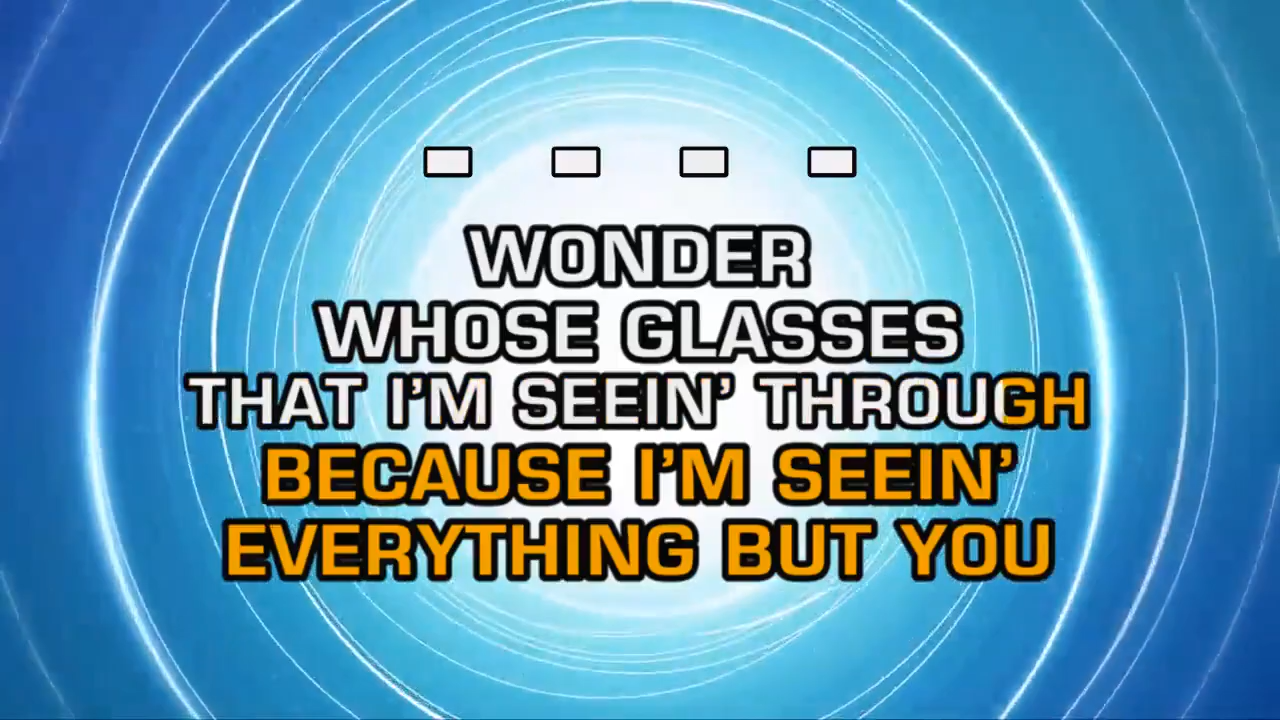 WONDER
WHOSE GLASSES
THAT I'M SEEIN' THROUGH
BECAUSE I'M SEEIN'
EVERYTHING BUT YOU